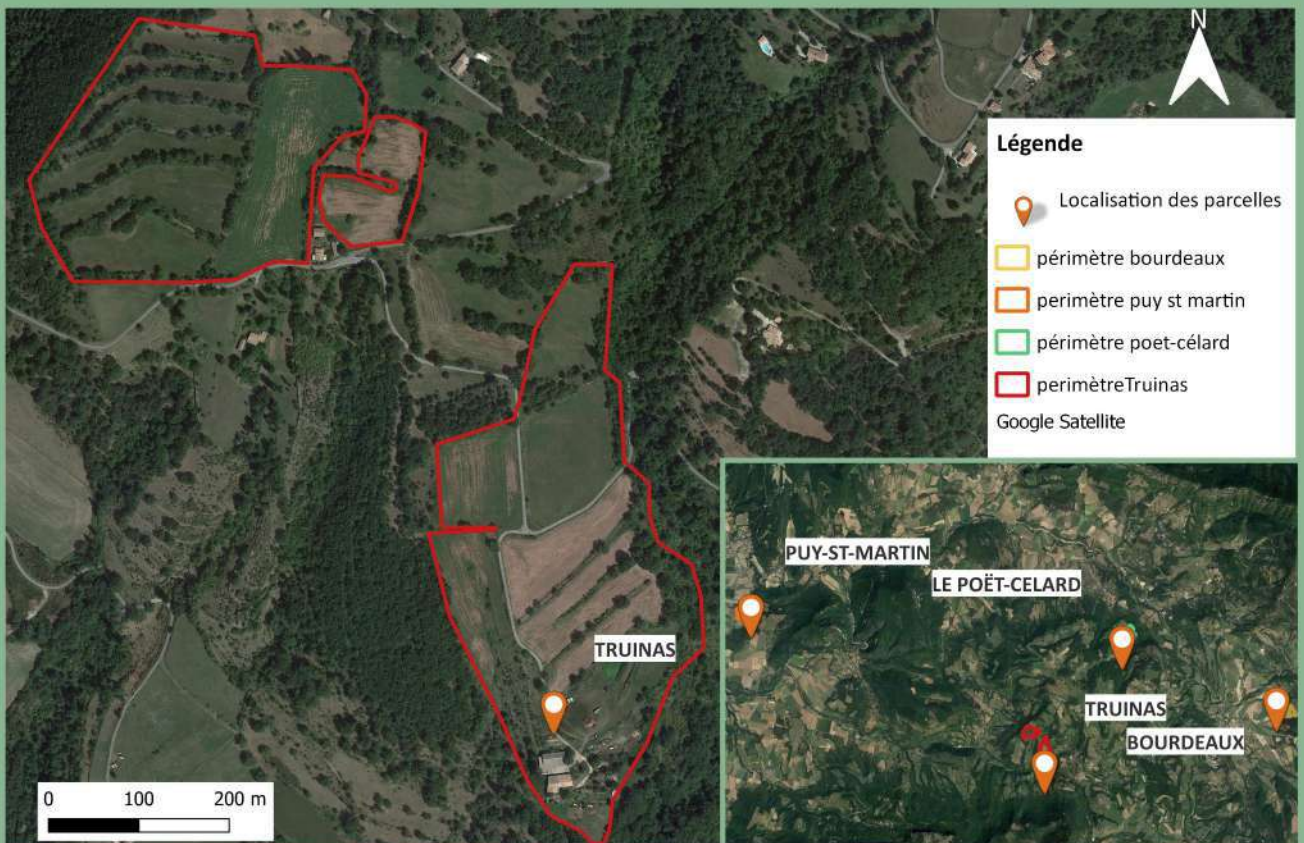 N
Légende
Localisation des parcelles
périmètre bourdeaux
perimètre puy st martin
périmètre poet-célard
perimètreTruinas
Google Satellite
TRUINAS
0 100 200 m
PUY-ST-MARTIN
LE POËT-CELARD
TRUINAS
BOURDEAUX